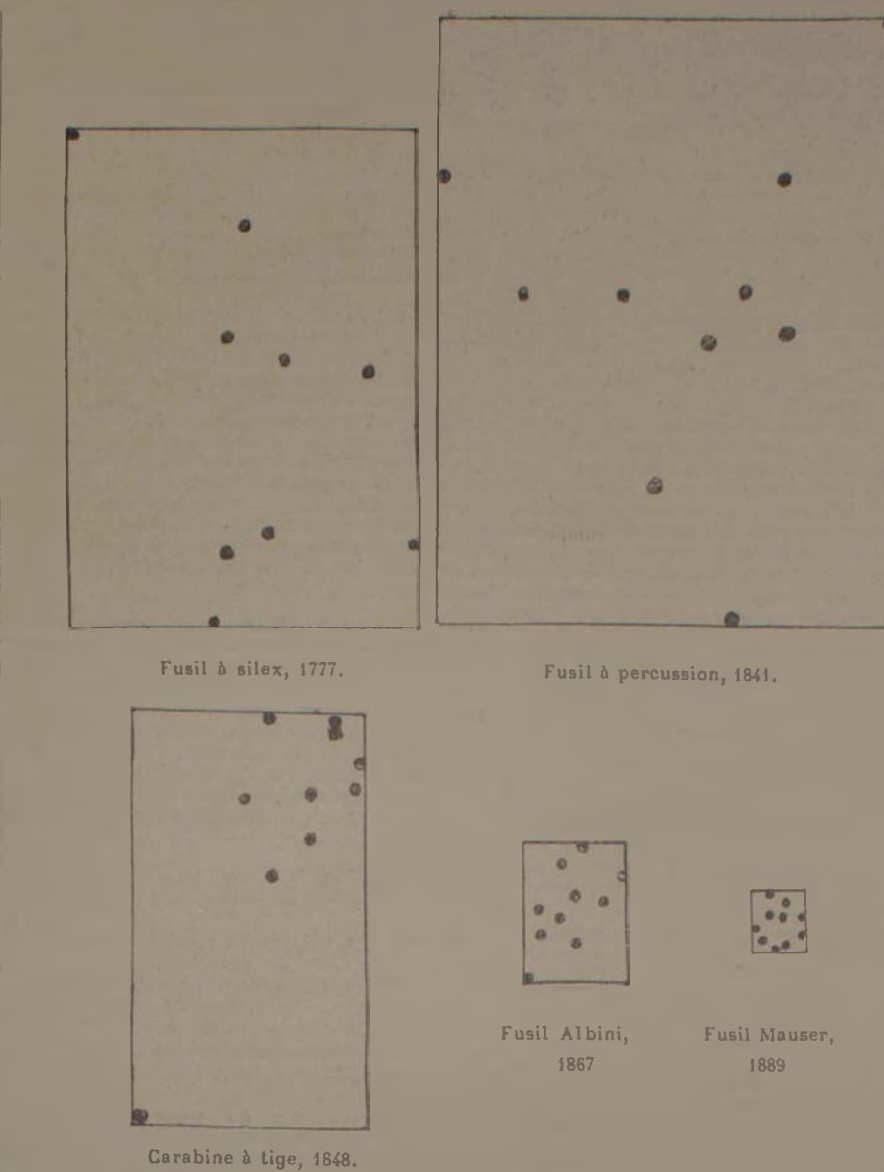 Fusil à silex, 1777.
Fusil à percussion, 1841.
Carabine à tige, 1848.
Fusil Albini,
1867
Fusil Mauser,
1889